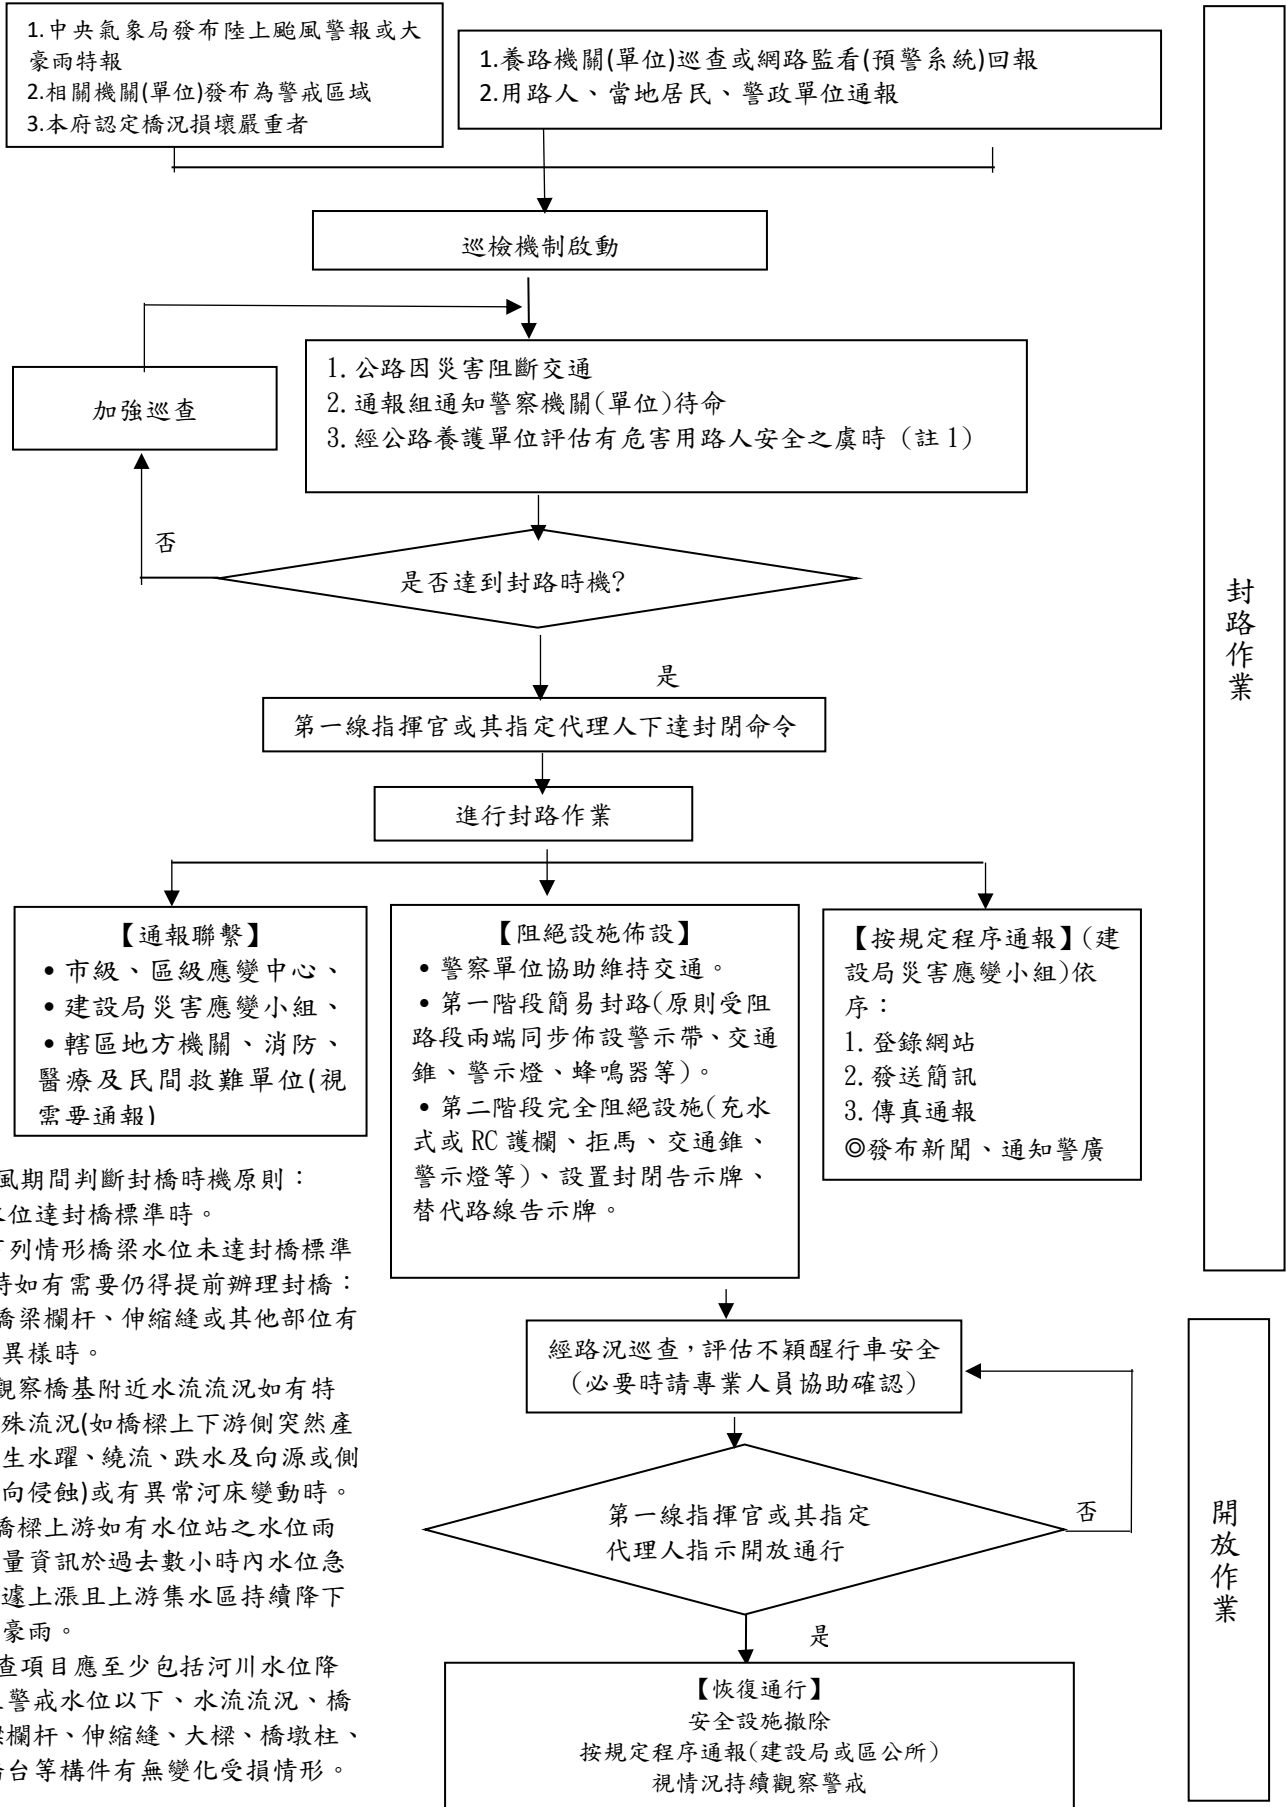 1.中央氣象局發布陸上颱風警報或大
豪雨特報
2.相關機關(單位)發布為警戒區域
3.本府認定橋況損壞嚴重者
1.養路機關(單位)巡查或網路監看(預警系統)回報
2.用路人、當地居民、警政單位通報
巡檢機制啟動
加強巡查
1.公路因災害阻斷交通
2.通報組通知警察機關(單位)待命
3.經公路養護單位評估有危害用路人安全之虞時（註1）
否
是否達到封路時機?
是
第一線指揮官或其指定代理人下達封閉命令
進行封路作業
【通報聯繫】
• 市級、區級應變中心、
• 建設局災害應變小組、
• 轄區地方機關、消防、
醫療及民間救難單位(視
需要通報)
【阻絕設施佈設】
• 警察單位協助維持交通。
• 第一階段簡易封路(原則受阻
路段兩端同步佈設警示帶、交通
錐、警示燈、蜂鳴器等)。
• 第二階段完全阻絕設施(充水
式或RC護欄、拒馬、交通錐、
警示燈等)、設置封閉告示牌、
替代路線告示牌。
【按規定程序通報】(建
設局災害應變小組)依
序：
1.登錄網站
2.發送簡訊
3.傳真通報
◎發布新聞、通知警廣
封路作業
風期間判斷封橋時機原則：
水位達封橋標準時。
下列情形橋梁水位未達封橋標準
時如有需要仍得提前辦理封橋：
橋梁欄杆、伸縮縫或其他部位有
異樣時。
觀察橋基附近水流流況如有特
殊流況(如橋樑上下游側突然產
生水躍、繞流、跌水及向源或側
向侵蝕)或有異常河床變動時。
橋樑上游如有水位站之水位雨
量資訊於過去數小時內水位急
遽上漲且上游集水區持續降下
豪雨。
查項目應至少包括河川水位降
至警戒水位以下、水流流況、橋
梁欄杆、伸縮縫、大樑、橋墩柱、
橋台等構件有無變化受損情形。
經路況巡查，評估不穎醒行車安全
（必要時請專業人員協助確認）
第一線指揮官或其指定
代理人指示開放通行
否
是
【恢復通行】
安全設施撤除
按規定程序通報(建設局或區公所)
視情況持續觀察警戒
開放作業